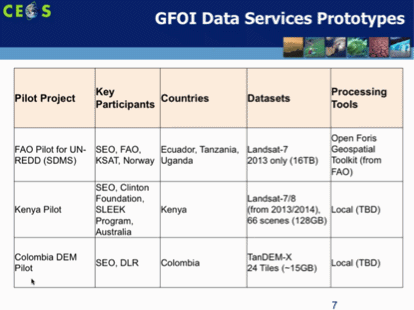 CE S
GFOI Data Services Prototypes
Pilot Project
Key
Participants
Countries
Datasets
Processing
Tools
FAO Pilot for UN-
REDD (SDMS)
SEO, FAO,
KSAT, Norway
Ecuador, Tanzania,
Uganda
Landsat-7
2013 only (16TB)
Open Foris
Geospatial
Toolkit (from
FAO)
Kenya Pilot
SEO, Clinton
Foundation,
SLEEK
Program,
Australia
Kenya
Landsat-7/8
(from 2013/2014),
66 scenes (128GB)
Local (TBD)
Colombia DEM
Pilot
SEO, DLR
Colombia
TanDEM-X
24 Tiles (~15GB)
Local (TBD)
7